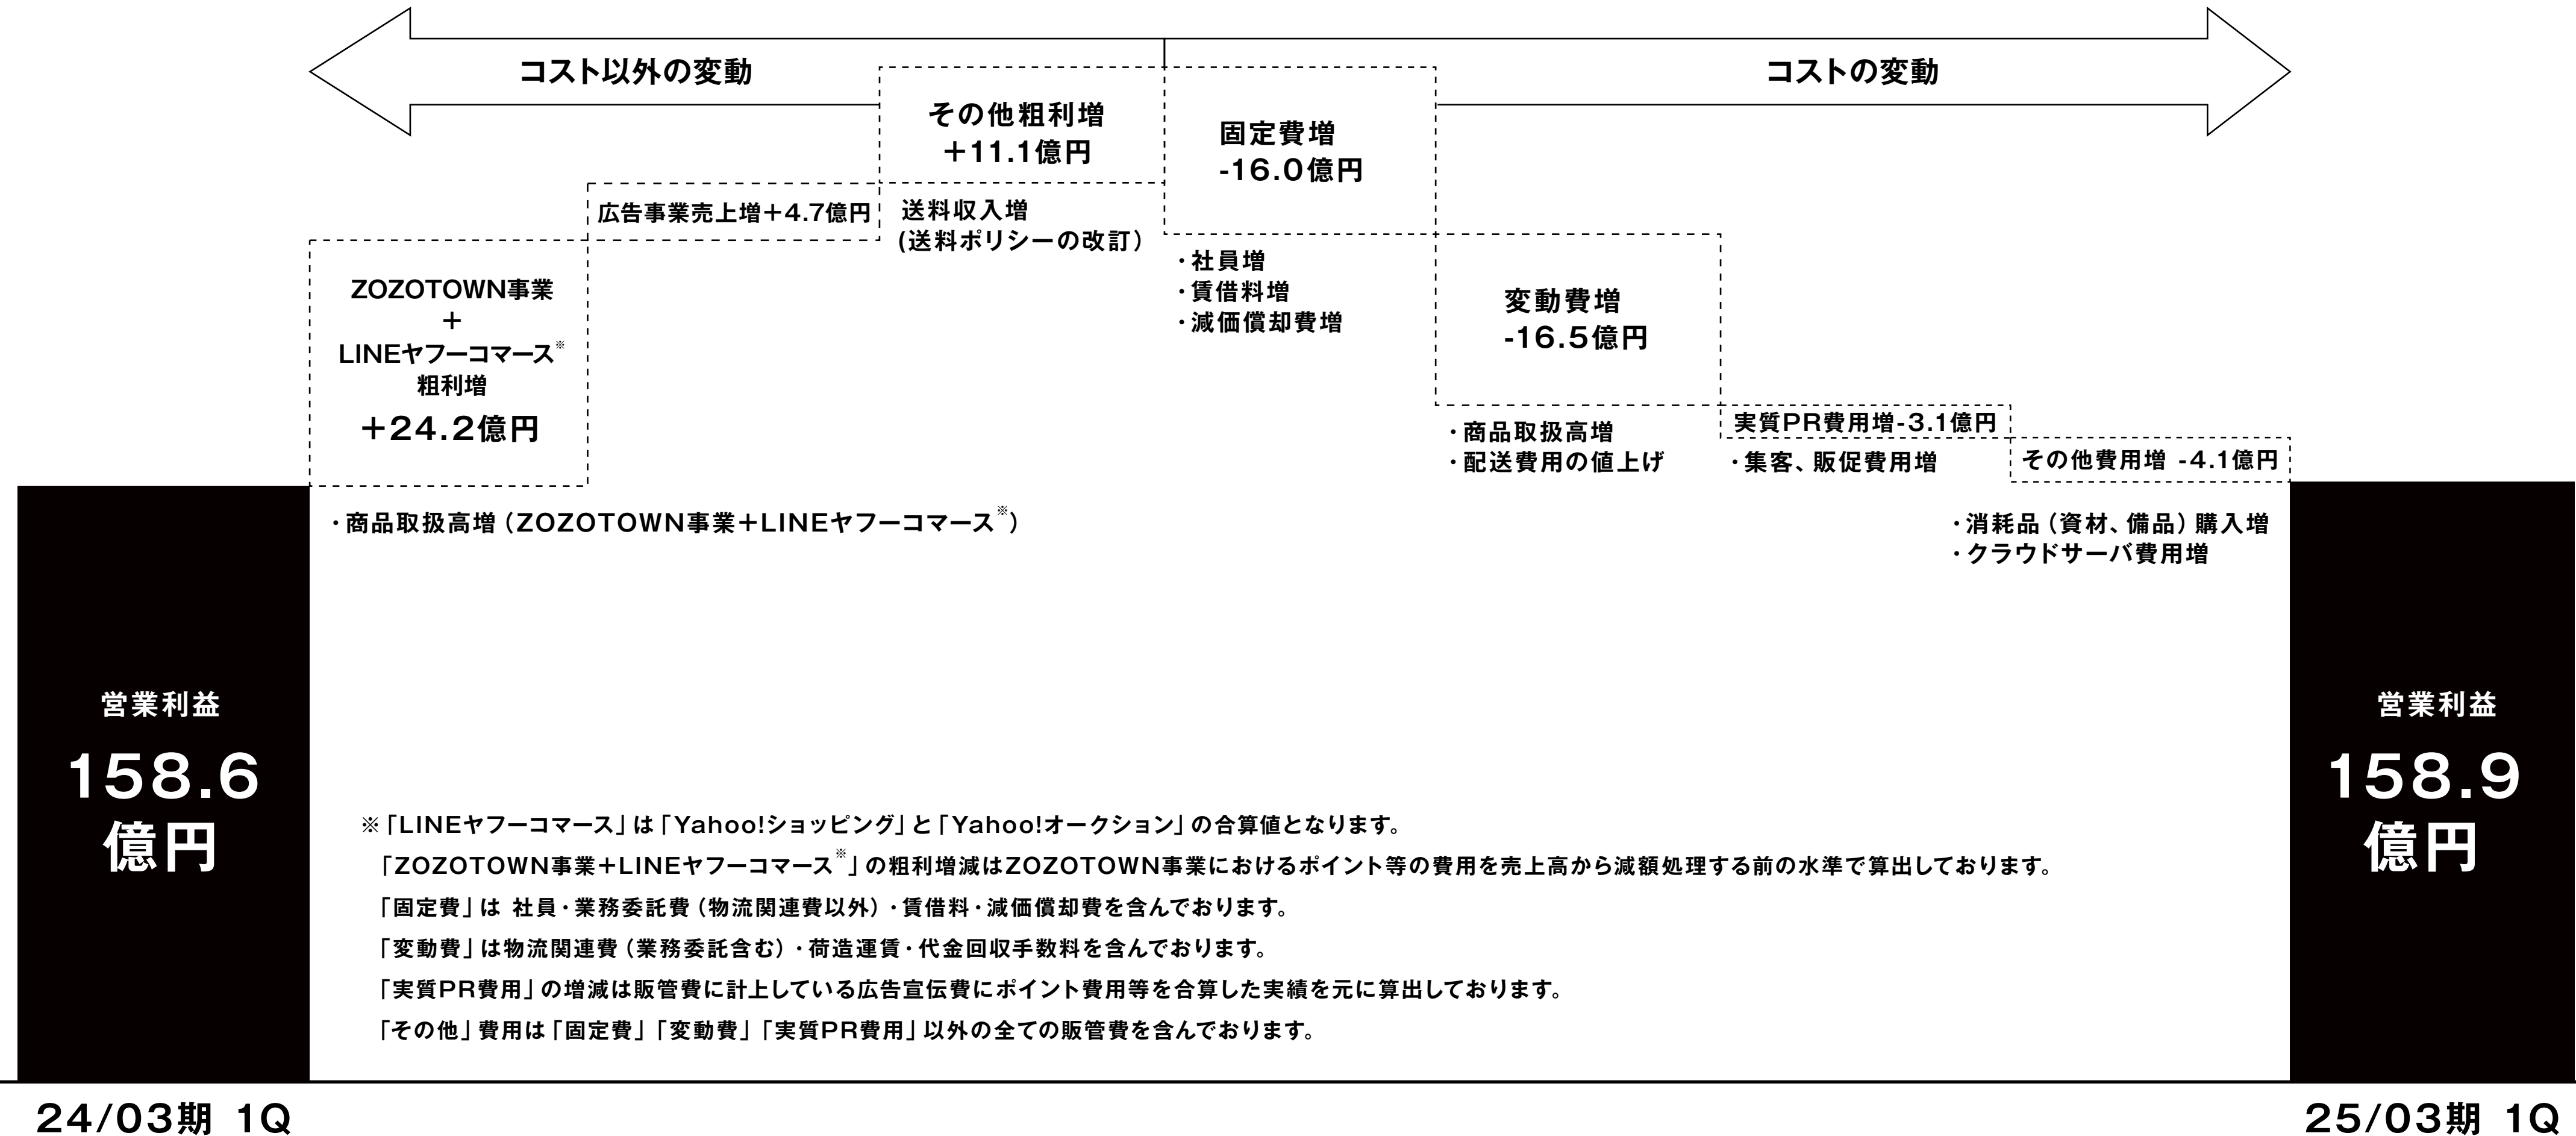 コスト以外の変動
コストの変動
その他粗利増
+11.1億円
固定費増
-16.0億円
広告事業売上増+4.7億円
送料収入増
(送料ポリシーの改訂)
・社員増
・賃借料増
・減価償却費増
ZOZOTOWN事業
+
LINEヤフーコマース※
粗利増
+24.2億円
変動費増
-16.5億円
・商品取扱高増
・配送費用の値上げ
実質PR費用増-3.1億円
・集客、販促費用増
その他費用増 -4.1億円
・商品取扱高増(ZOZOTOWN事業+LINEヤフーコマース※)
・消耗品(資材、備品)購入増
・クラウドサーバ費用増
営業利益
158.6
億円
営業利益
158.9
億円
※「LINEヤフーコマース」は「Yahoo!ショッピング」と「Yahoo!オークション」の合算値となります。
「ZOZOTOWN事業+LINEヤフーコマース※」の粗利増減はZOZOTOWN事業におけるポイント等の費用を売上高から減額処理する前の水準で算出しております。
「固定費」は 社員・業務委託費(物流関連費以外)・賃借料・減価償却費を含んでおります。
「変動費」は物流関連費(業務委託含む)・荷造運賃・代金回収手数料を含んでおります。
「実質PR費用」の増減は販管費に計上している広告宣伝費にポイント費用等を合算した実績を元に算出しております。
「その他」費用は「固定費」「変動費」「実質PR費用」以外の全ての販管費を含んでおります。
24/03期 1Q
25/03期 1Q